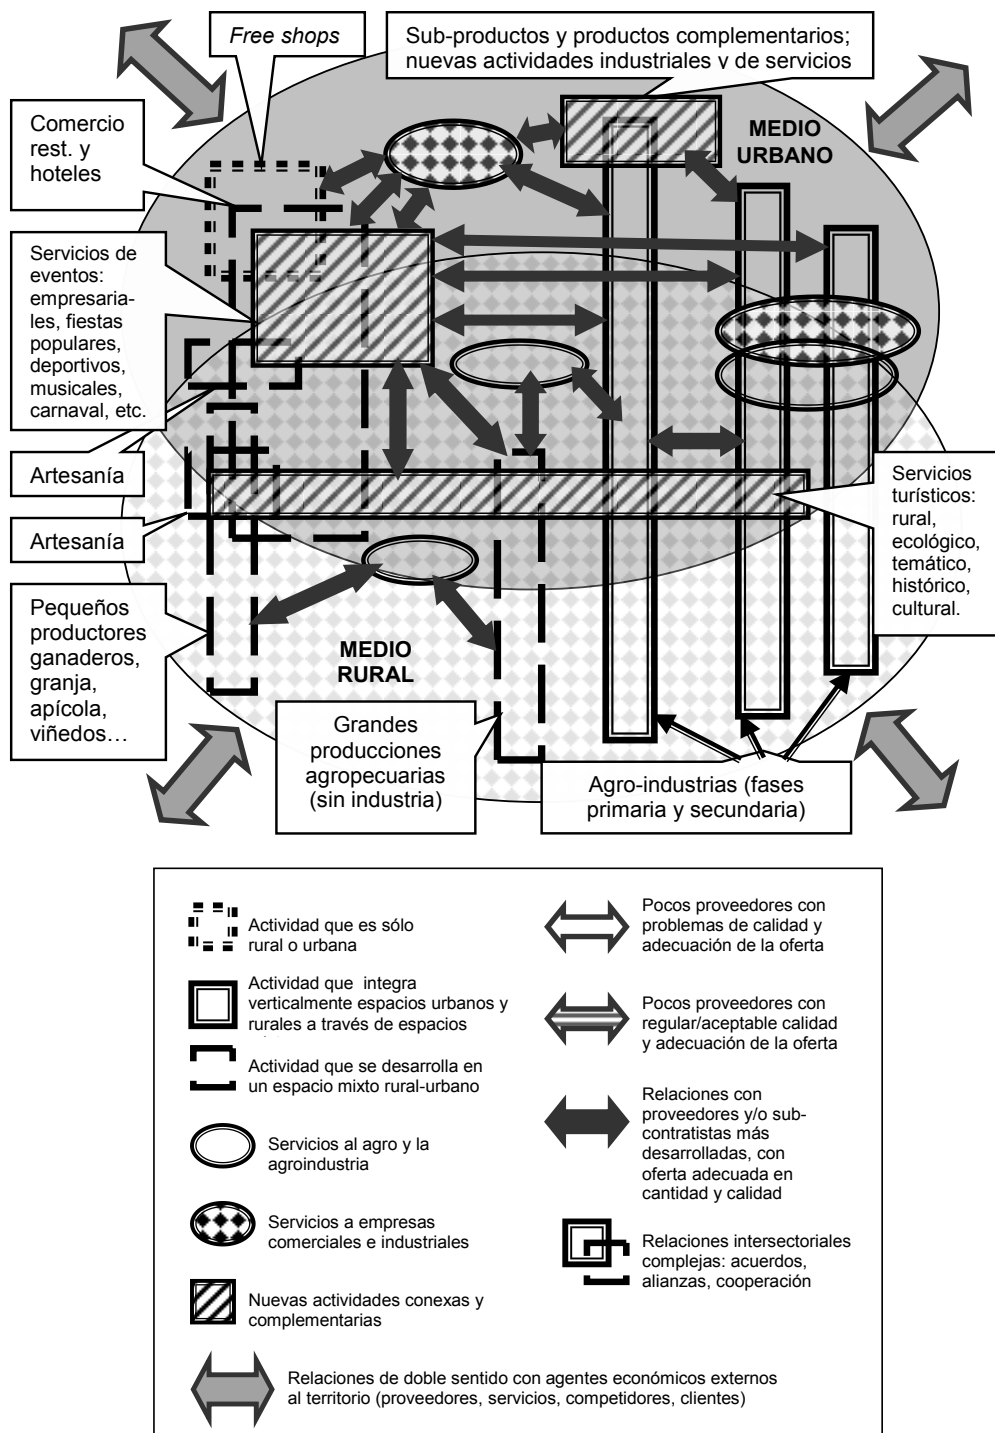 Free shops
Sub-productos y productos complementarios;
nuevas actividades industriales y de servicios
Comercio
rest. y
hoteles
MEDIO
URBANO
Servicios de
eventos:
empresaria-
les, fiestas
populares,
deportivos,
musicales,
carnaval, etc.
Artesanía
Artesanía
Servicios
turísticos:
rural,
ecológico,
temático,
histórico,
cultural.
Pequeños
productores
ganaderos,
granja,
apícola,
viñedos…
MEDIO
RURAL
Grandes
producciones
agropecuarias
(sin industria)
Agro-industrias (fases
primaria y secundaria)
Actividad que es sólo
rural o urbana
Actividad que integra
verticalmente espacios urbanos y
rurales a través de espacios
Actividad que se desarrolla en
un espacio mixto rural-urbano
Servicios al agro y la
agroindustria
Servicios a empresas
comerciales e industriales
Nuevas actividades conexas y
complementarias
Pocos proveedores con
problemas de calidad y
adecuación de la oferta
Pocos proveedores con
regular/aceptable calidad
y adecuación de la oferta
Relaciones con
proveedores y/o sub-
contratistas más
desarrolladas, con
oferta adecuada en
cantidad y calidad
Relaciones intersectoriales
complejas: acuerdos,
alianzas, cooperación
Relaciones de doble sentido con agentes económicos externos
al territorio (proveedores, servicios, competidores, clientes)